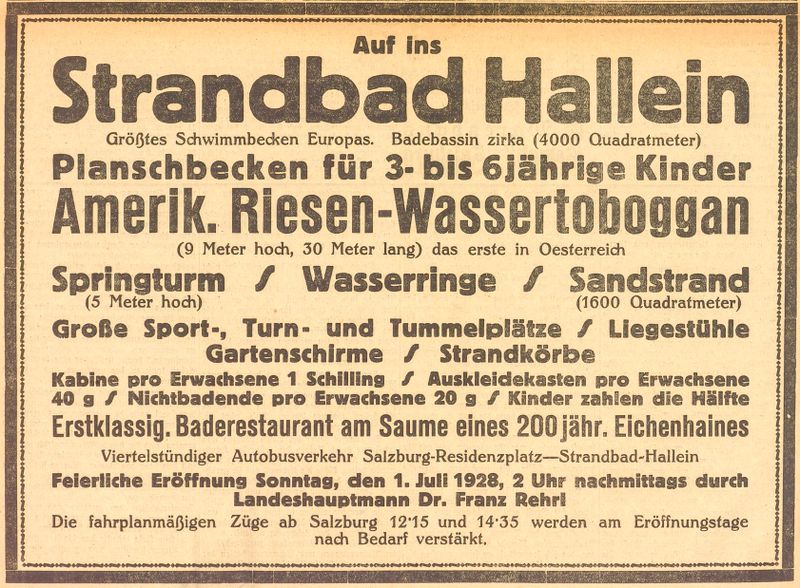 Auf ins
Strandbad Hallein
Größtes Schwimmbecken Europas. Badebassin zirka (4000 Quadratmeter)
Planschbecken für 3- bis 6jährige Kinder
Amerik. Riesen-Wassertoboggan
(9 Meter hoch, 30 Meter lang) das erste in Oesterreich
Springturm / Wasserringe / Sandstrand
(5 Meter hoch) (1600 Quadratmeter)
Große Sport-, Turn- und Tummelplätze / Liegestühle
Gartenschirme / Strandkörbe
Kabine pro Erwachsene 1 Schilling / Auskleidekasten pro Erwachsene
40 g / Nichtbadende pro Erwachsene 20 g / Kinder zahlen die Hälfte
Erstklassig. Baderestaurant am Saume eines 200jähr. Eichenhaines
Viertelstündiger Autobusverkehr Salzburg-Residenzplatz—Strandbad-Hallein
Feierliche Eröffnung Sonntag, den 1. Juli 1928, 2 Uhr nachmittags durch
Landeshauptmann Dr. Franz Rehrl
Die fahrplanmäßigen Züge ab Salzburg 12·15 und 14·35 werden am Eröffnungstage
nach Bedarf verstärkt.